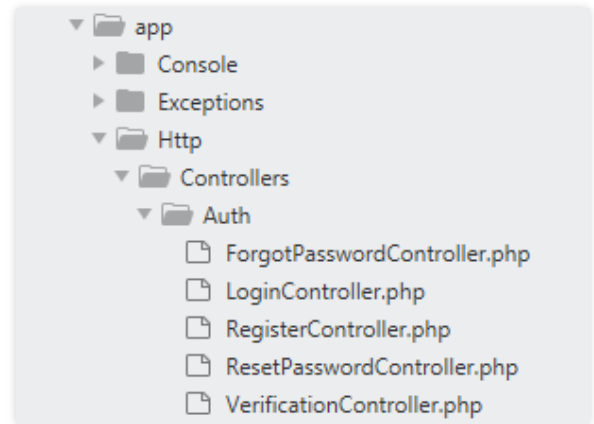 app
Console
Exceptions
Http
Controllers
Auth
ForgotPasswordController.php
LoginController.php
RegisterController.php
ResetPasswordController.php
VerificationController.php